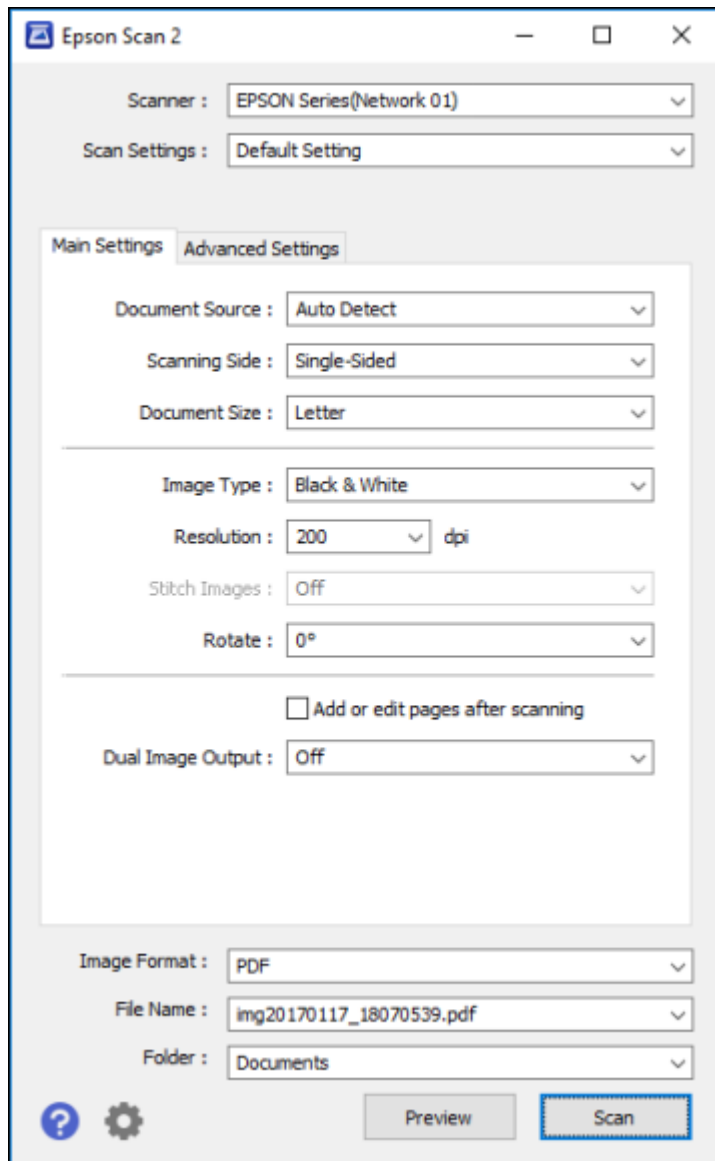 Epson Scan 2
Scanner : EPSON Series(Network 01)
Scan Settings : Default Setting
Main Settings Advanced Settings
Document Source : Auto Detect
Scanning Side : Single-Sided
Document Size : Letter
Image Type : Black & White
Resolution : 200 dpi
Stitch Images : Off
Rotate : 0°
Add or edit pages after scanning
Dual Image Output : Off
Image Format : PDF
File Name : img20170117_18070539.pdf
Folder : Documents
? Preview Scan